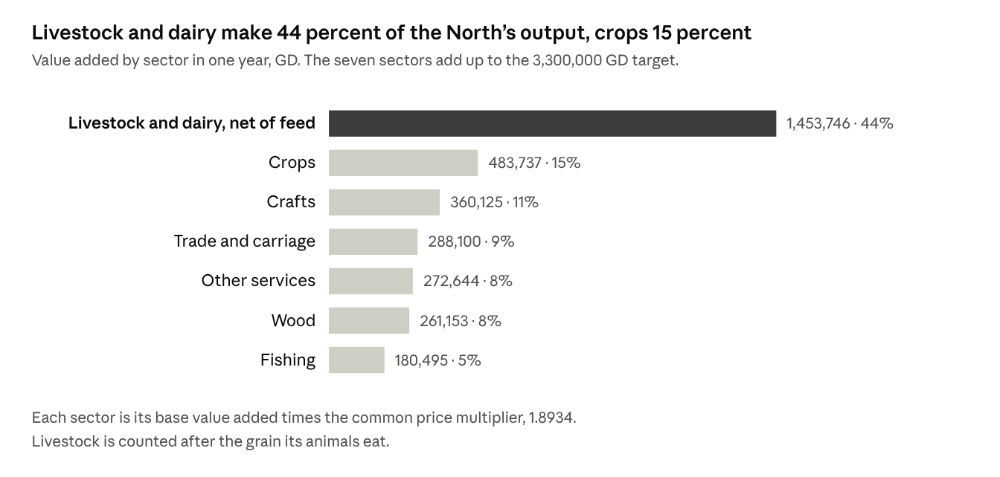 Livestock and dairy make 44 percent of the North’s output, crops 15 percent
Value added by sector in one year, GD. The seven sectors add up to the 3,300,000 GD target.
Livestock and dairy, net of feed 1,453,746 · 44%
Crops 483,737 · 15%
Crafts 360,125 · 11%
Trade and carriage 288,100 · 9%
Other services 272,644 · 8%
Wood 261,153 · 8%
Fishing 180,495 · 5%
Each sector is its base value added times the common price multiplier, 1.8934.
Livestock is counted after the grain its animals eat.